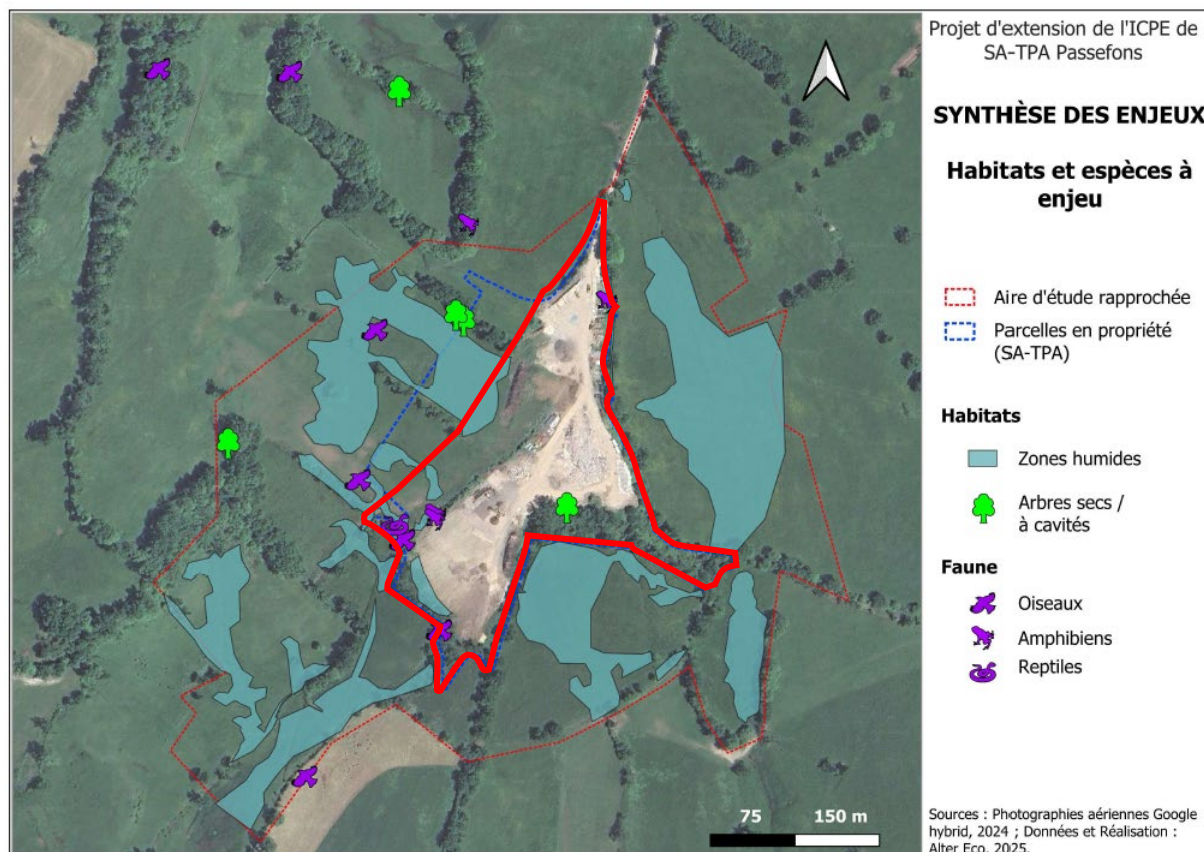 Projet d'extension de l'ICPE de
SA-TPA Passefons
SYNTHÈSE DES ENJEUX
Habitats et espèces à
enjeu
Aire d'étude rapprochée
Parcelles en propriété
(SA-TPA)
Habitats
Zones humides
Arbres secs /
à cavités
Faune
Oiseaux
Amphibiens
Reptiles
75 150 m
Sources : Photographies aériennes Google
hybrid, 2024 ; Données et Réalisation :
Alter Eco, 2025.